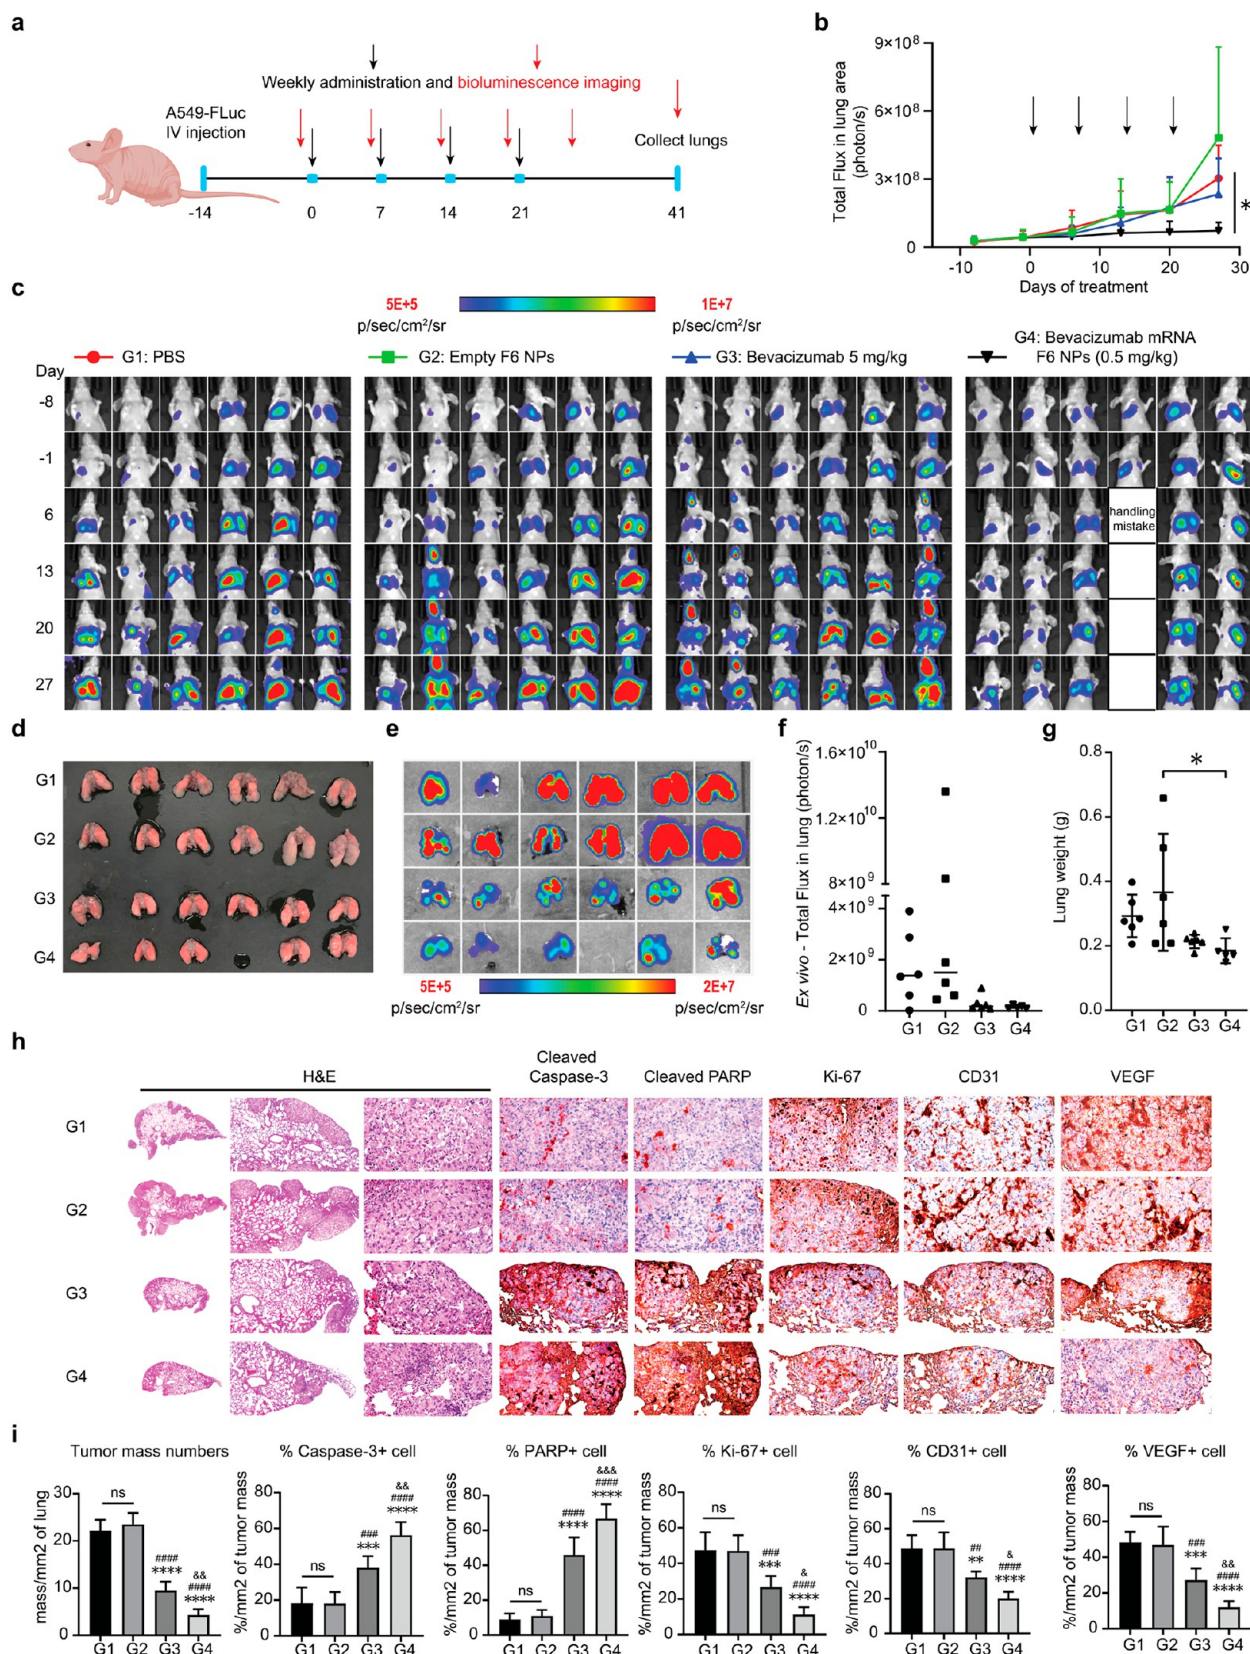 a
Weekly administration and bioluminescence imaging
A549-FLuc
IV injection
Collect lungs
-14
0
7
14
21
41
b
Total Flux in lung area
(photon/s)
9×10⁸
6×10⁸
3×10⁸
0
*
-10
0
10
20
30
Days of treatment
c
5E+5
1E+7
p/sec/cm²/sr
p/sec/cm²/sr
G1: PBS
G2: Empty F6 NPs
G3: Bevacizumab 5 mg/kg
G4: Bevacizumab mRNA
F6 NPs (0.5 mg/kg)
Day
-8
-1
6
handling
mistake
13
20
27
d
G1
G2
G3
G4
e
5E+5
2E+7
p/sec/cm²/sr
p/sec/cm²/sr
f
Ex vivo - Total Flux in lung (photon/s)
1.6×10¹⁰
1.2×10¹⁰
8×10⁹
4×10⁹
2×10⁹
0
G1 G2 G3 G4
g
Lung weight (g)
0.8
0.6
0.4
0.2
0.0
*
G1 G2 G3 G4
h
H&E
Cleaved
Caspase-3
Cleaved PARP
Ki-67
CD31
VEGF
G1
G2
G3
G4
i
Tumor mass numbers
mass/mm2 of lung
30
20
10
0
ns
####
****
&&
####
****
G1 G2 G3 G4
% Caspase-3+ cell
%/mm2 of tumor mass
80
60
40
20
0
ns
###
***
&&
####
****
G1 G2 G3 G4
% PARP+ cell
%/mm2 of tumor mass
80
60
40
20
0
ns
####
****
&&&
####
****
G1 G2 G3 G4
% Ki-67+ cell
%/mm2 of tumor mass
80
60
40
20
0
ns
###
***
&
####
****
G1 G2 G3 G4
% CD31+ cell
%/mm2 of tumor mass
80
60
40
20
0
ns
##
**
&
####
****
G1 G2 G3 G4
% VEGF+ cell
%/mm2 of tumor mass
80
60
40
20
0
ns
###
***
&&
####
****
G1 G2 G3 G4